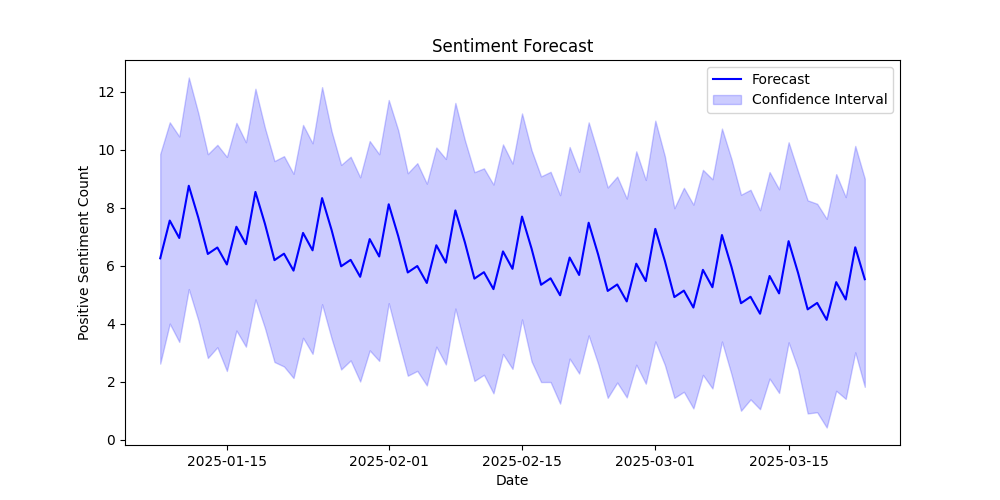 Sentiment Forecast
Forecast
Confidence Interval
Positive Sentiment Count
12
10
8
6
4
2
0
2025-01-15
2025-02-01
2025-02-15
2025-03-01
2025-03-15
Date